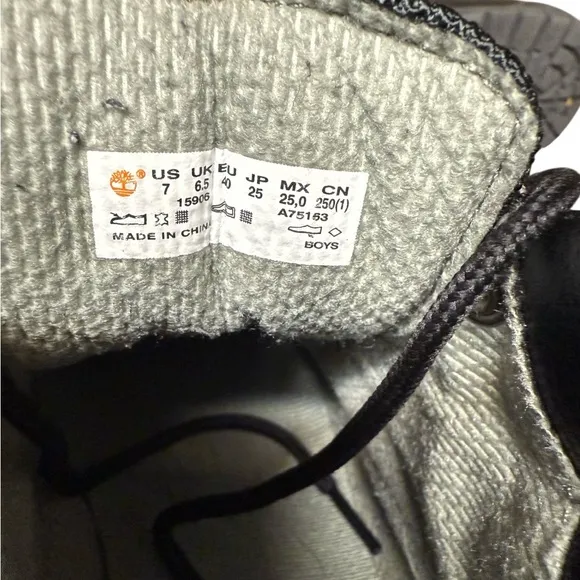 ® US UK EU JP MX CN
7 6.5 40 25 25,0 250(1)
15906 A75163
MADE IN CHINA BOYS